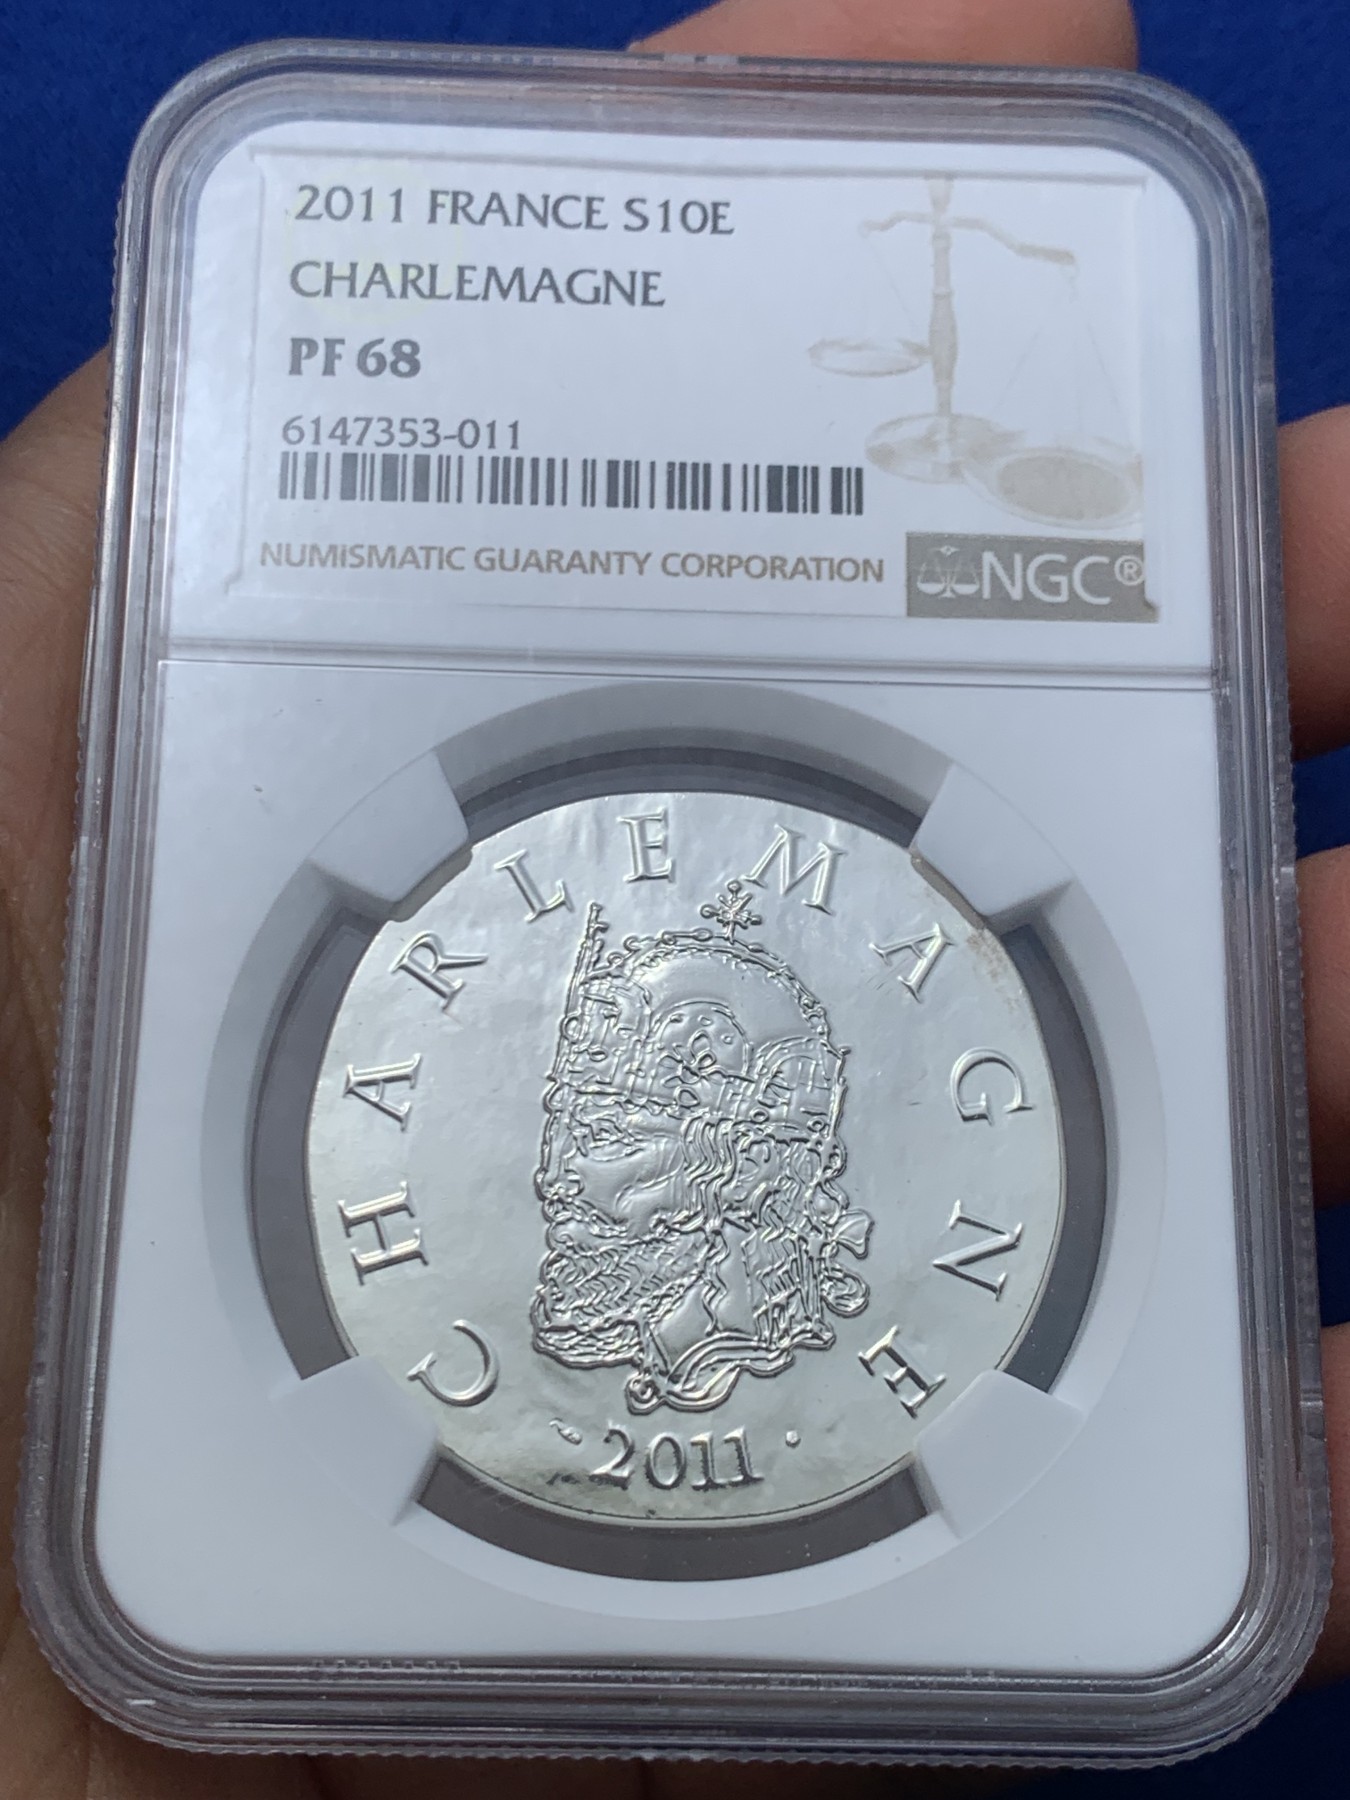 2011 FRANCE S10E
CHARLEMAGNE
PF 68
6147353-011
NUMISMATIC GUARANTY CORPORATION
NGC®
CHARLEMAGNE
· 2011 ·